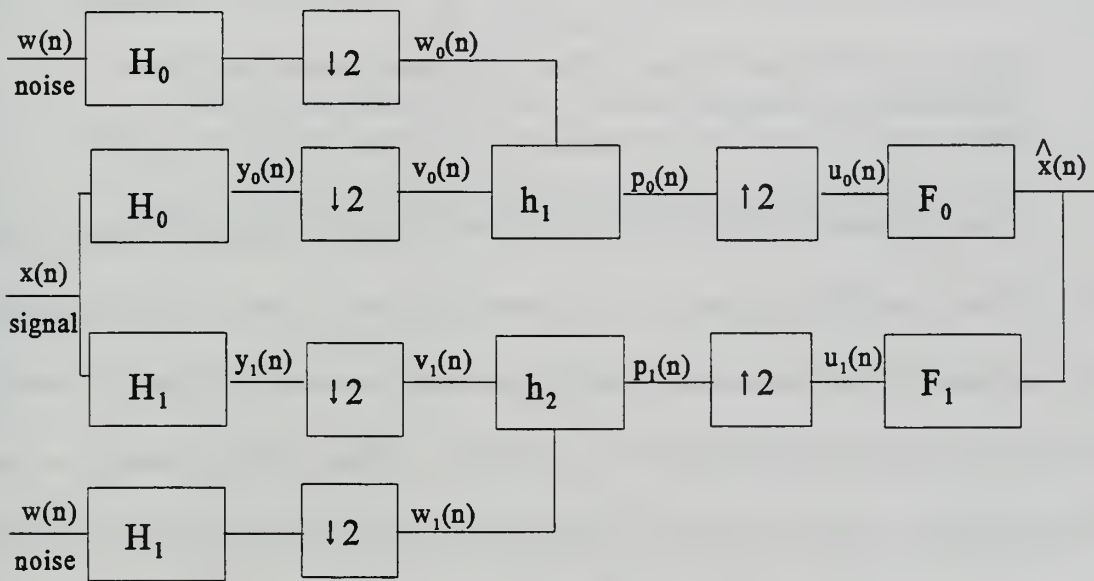 w(n)
noise
H₀
↓2
w₀(n)
x(n)
signal
H₀
y₀(n)
↓2
v₀(n)
h₁
p₀(n)
↑2
u₀(n)
F₀
x̂(n)
H₁
y₁(n)
↓2
v₁(n)
h₂
p₁(n)
↑2
u₁(n)
F₁
w(n)
noise
H₁
↓2
w₁(n)